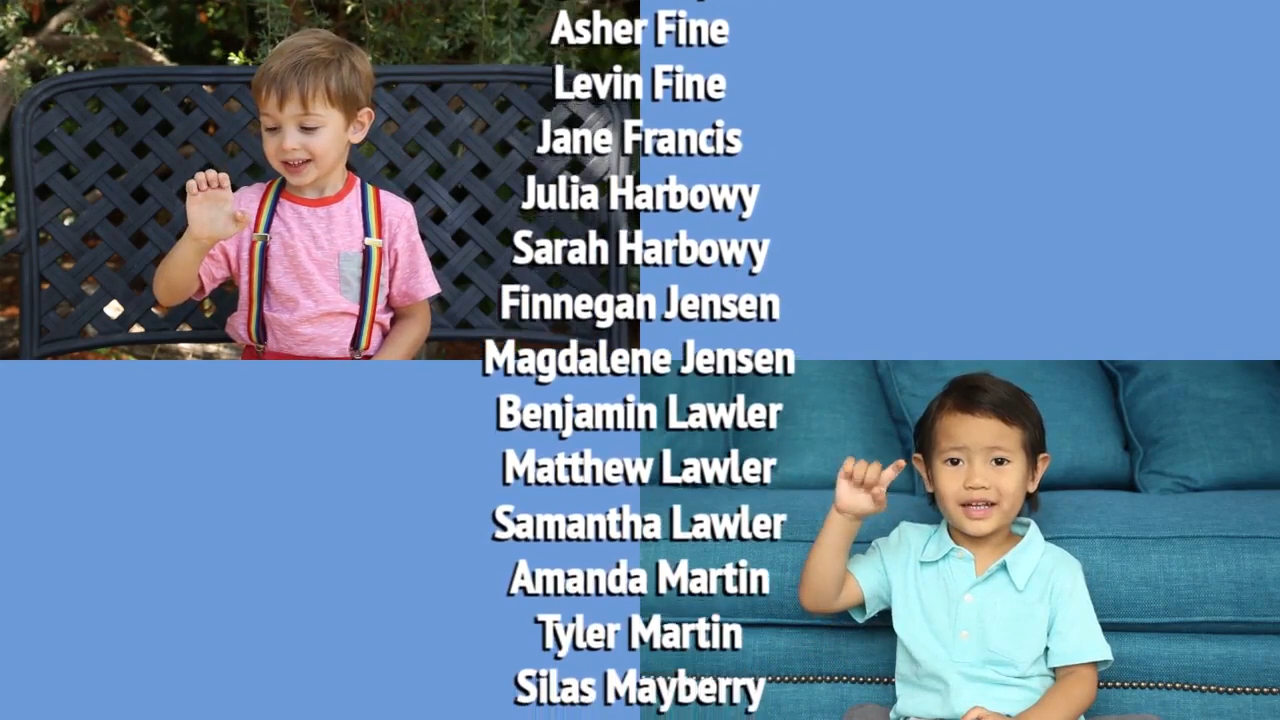 Asher Fine
Levin Fine
Jane Francis
Julia Harbowy
Sarah Harbowy
Finnegan Jensen
Magdalene Jensen
Benjamin Lawler
Matthew Lawler
Samantha Lawler
Amanda Martin
Tyler Martin
Silas Mayberry